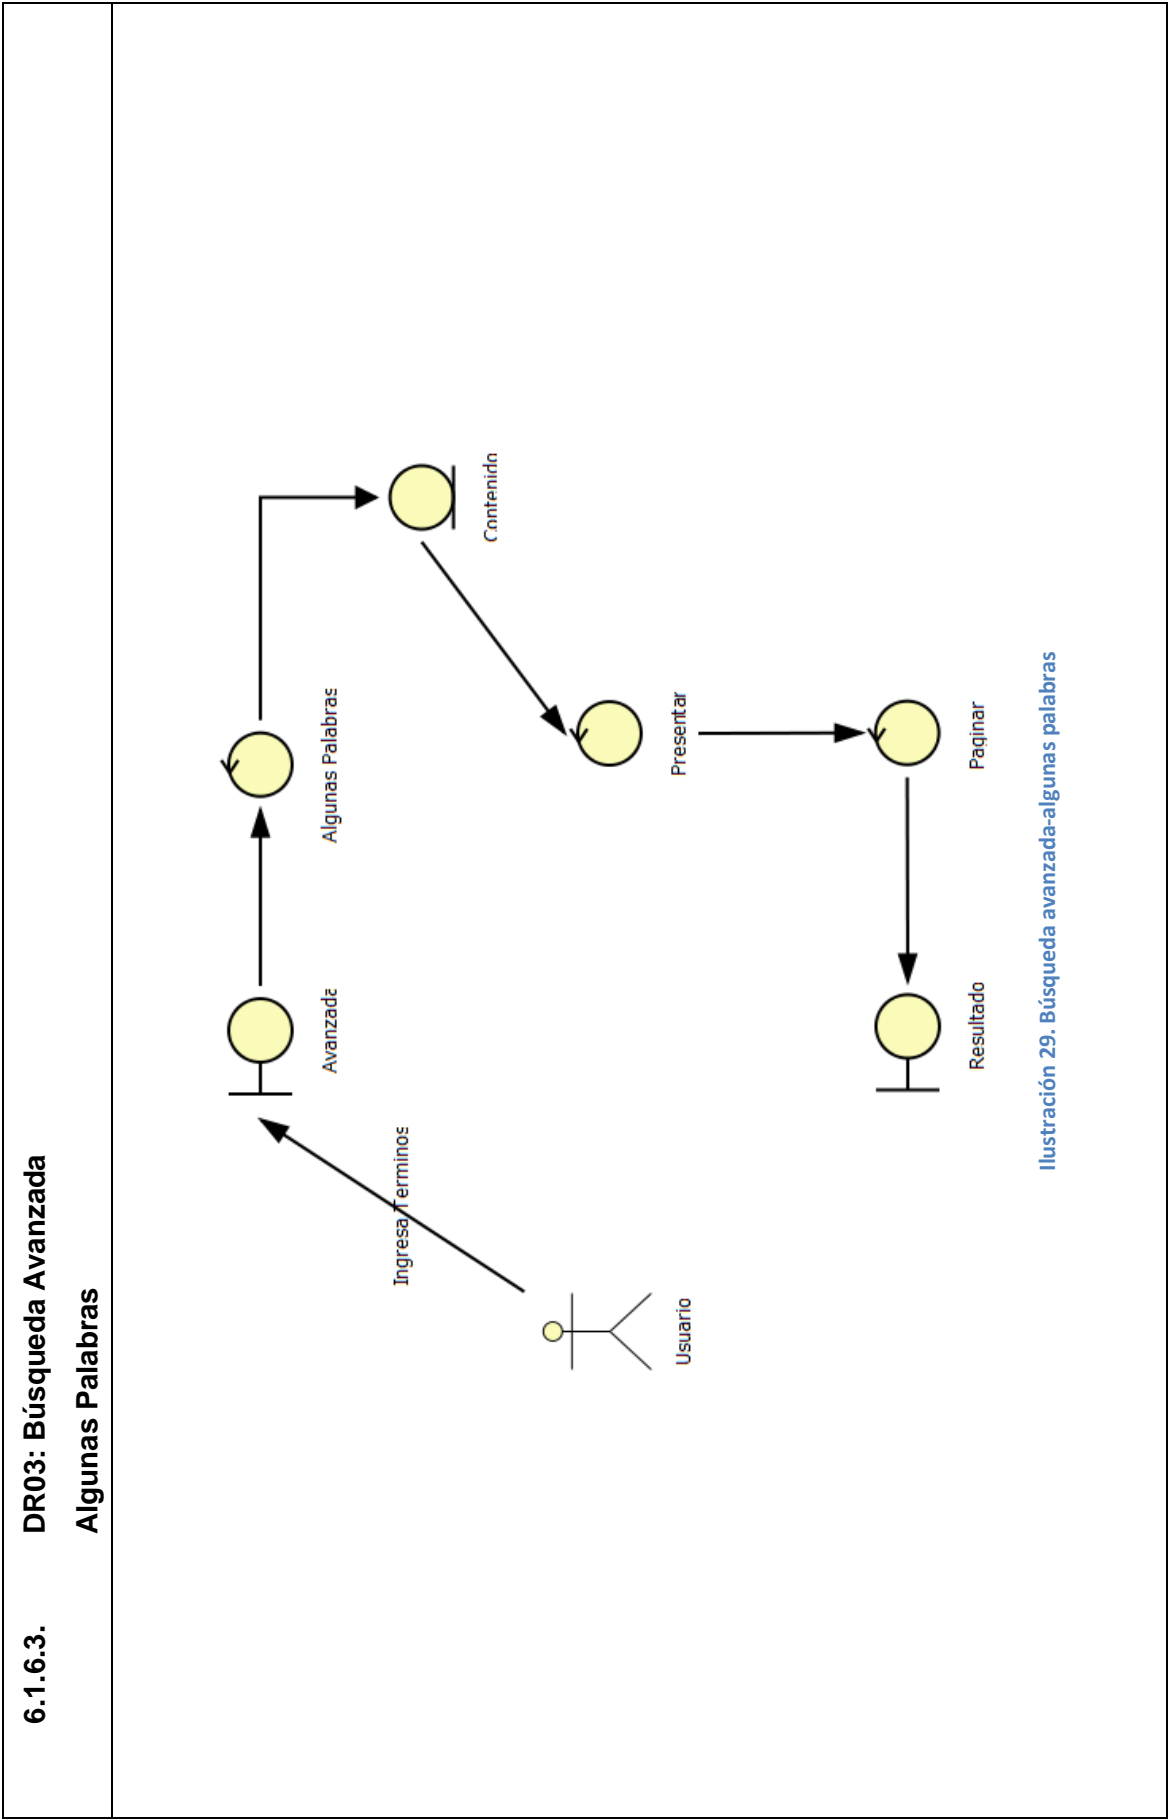 6.1.6.3. DR03: Búsqueda Avanzada
Algunas Palabras
Avanzada
Algunas Palabras
Contenido
Ingresa Terminos
Usuario
Presentar
Resultado
Paginar
Ilustración 29. Búsqueda avanzada-algunas palabras